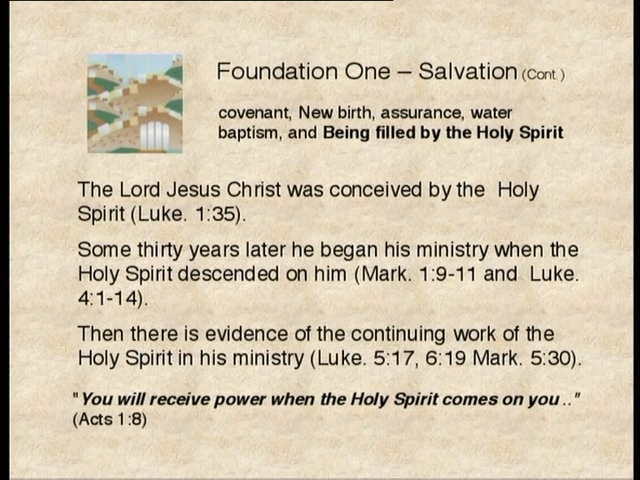 Foundation One – Salvation (Cont.)
covenant, New birth, assurance, water
baptism, and Being filled by the Holy Spirit
The Lord Jesus Christ was conceived by the Holy
Spirit (Luke. 1:35).
Some thirty years later he began his ministry when the
Holy Spirit descended on him (Mark. 1:9-11 and Luke.
4:1-14).
Then there is evidence of the continuing work of the
Holy Spirit in his ministry (Luke. 5:17, 6:19 Mark. 5:30).
"You will receive power when the Holy Spirit comes on you.."
(Acts 1:8)